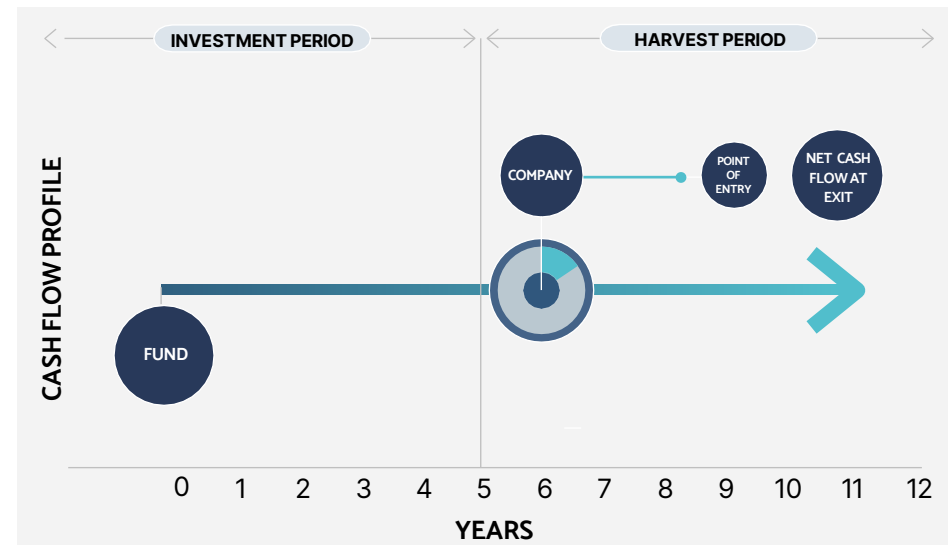 INVESTMENT PERIOD
HARVEST PERIOD
CASH FLOW PROFILE
COMPANY
POINT
OF
ENTRY
NET CASH
FLOW AT
EXIT
FUND
0 1 2 3 4 5 6 7 8 9 10 11 12
YEARS